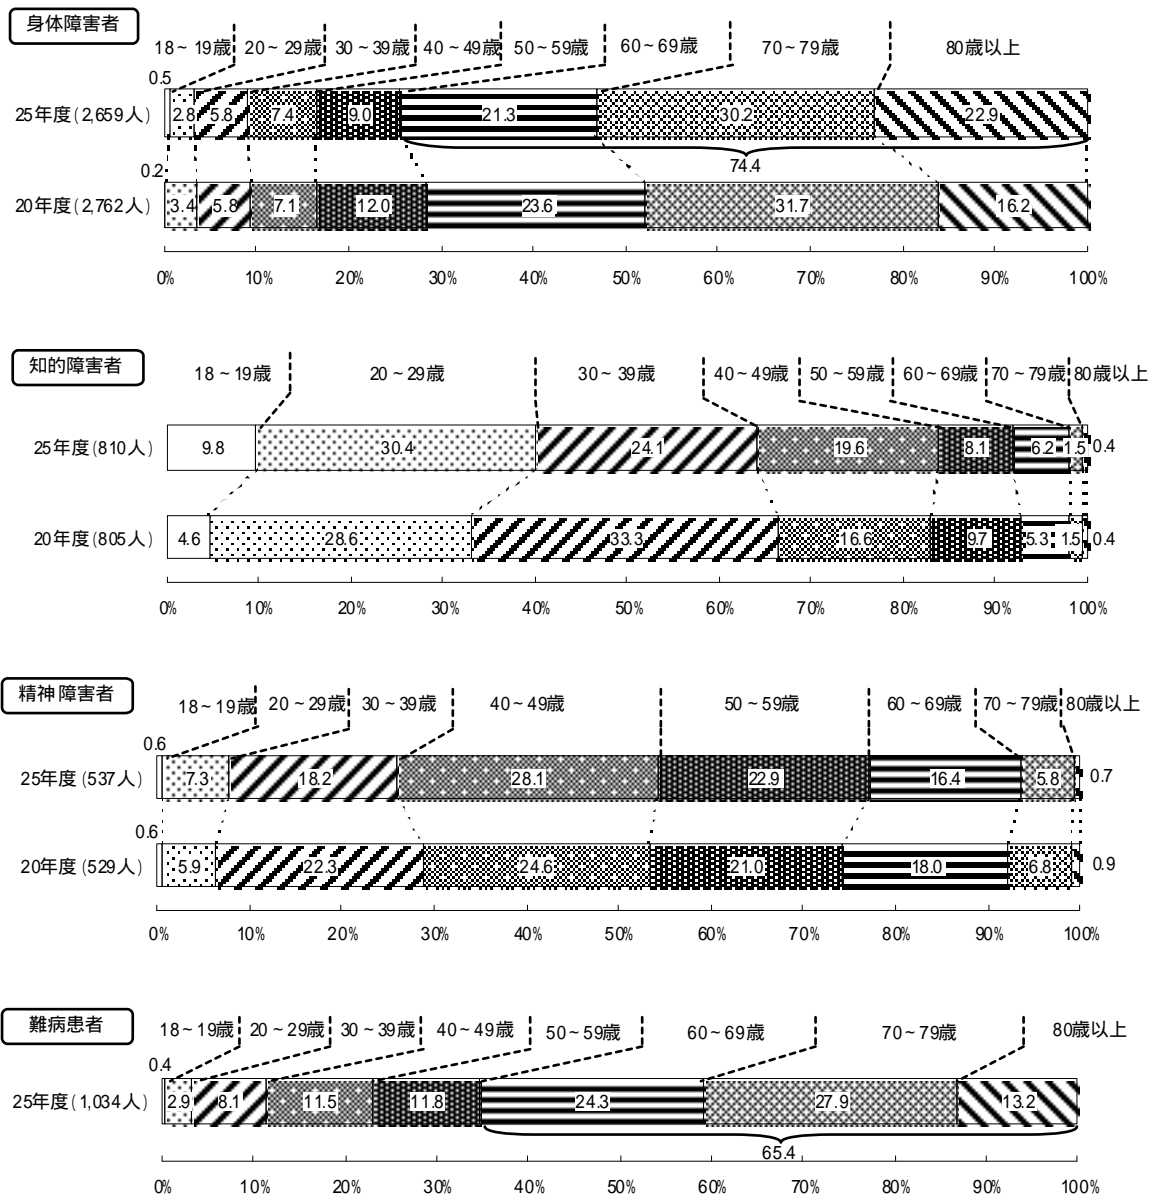 身体障害者
18~19歳 20~29歳 30~39歳 40~49歳 50~59歳 60~69歳 70~79歳 80歳以上
0.5
25年度(2,659人) 2.8 5.8 7.4 9.0 21.3 30.2 22.9
74.4
0.2
20年度(2,762人) 3.4 5.8 7.1 12.0 23.6 31.7 16.2
0% 10% 20% 30% 40% 50% 60% 70% 80% 90% 100%
知的障害者
18~19歳 20~29歳 30~39歳 40~49歳 50~59歳 60~69歳 70~79歳 80歳以上
25年度(810人) 9.8 30.4 24.1 19.6 8.1 6.2 1.5 0.4
20年度(805人) 4.6 28.6 33.3 16.6 9.7 5.3 1.5 0.4
0% 10% 20% 30% 40% 50% 60% 70% 80% 90% 100%
精神障害者
18~19歳 20~29歳 30~39歳 40~49歳 50~59歳 60~69歳 70~79歳 80歳以上
0.6
25年度(537人) 7.3 18.2 28.1 22.9 16.4 5.8 0.7
0.6
20年度(529人) 5.9 22.3 24.6 21.0 18.0 6.8 0.9
0% 10% 20% 30% 40% 50% 60% 70% 80% 90% 100%
難病患者
18~19歳 20~29歳 30~39歳 40~49歳 50~59歳 60~69歳 70~79歳 80歳以上
0.4
25年度(1,034人) 2.9 8.1 11.5 11.8 24.3 27.9 13.2
65.4
0% 10% 20% 30% 40% 50% 60% 70% 80% 90% 100%